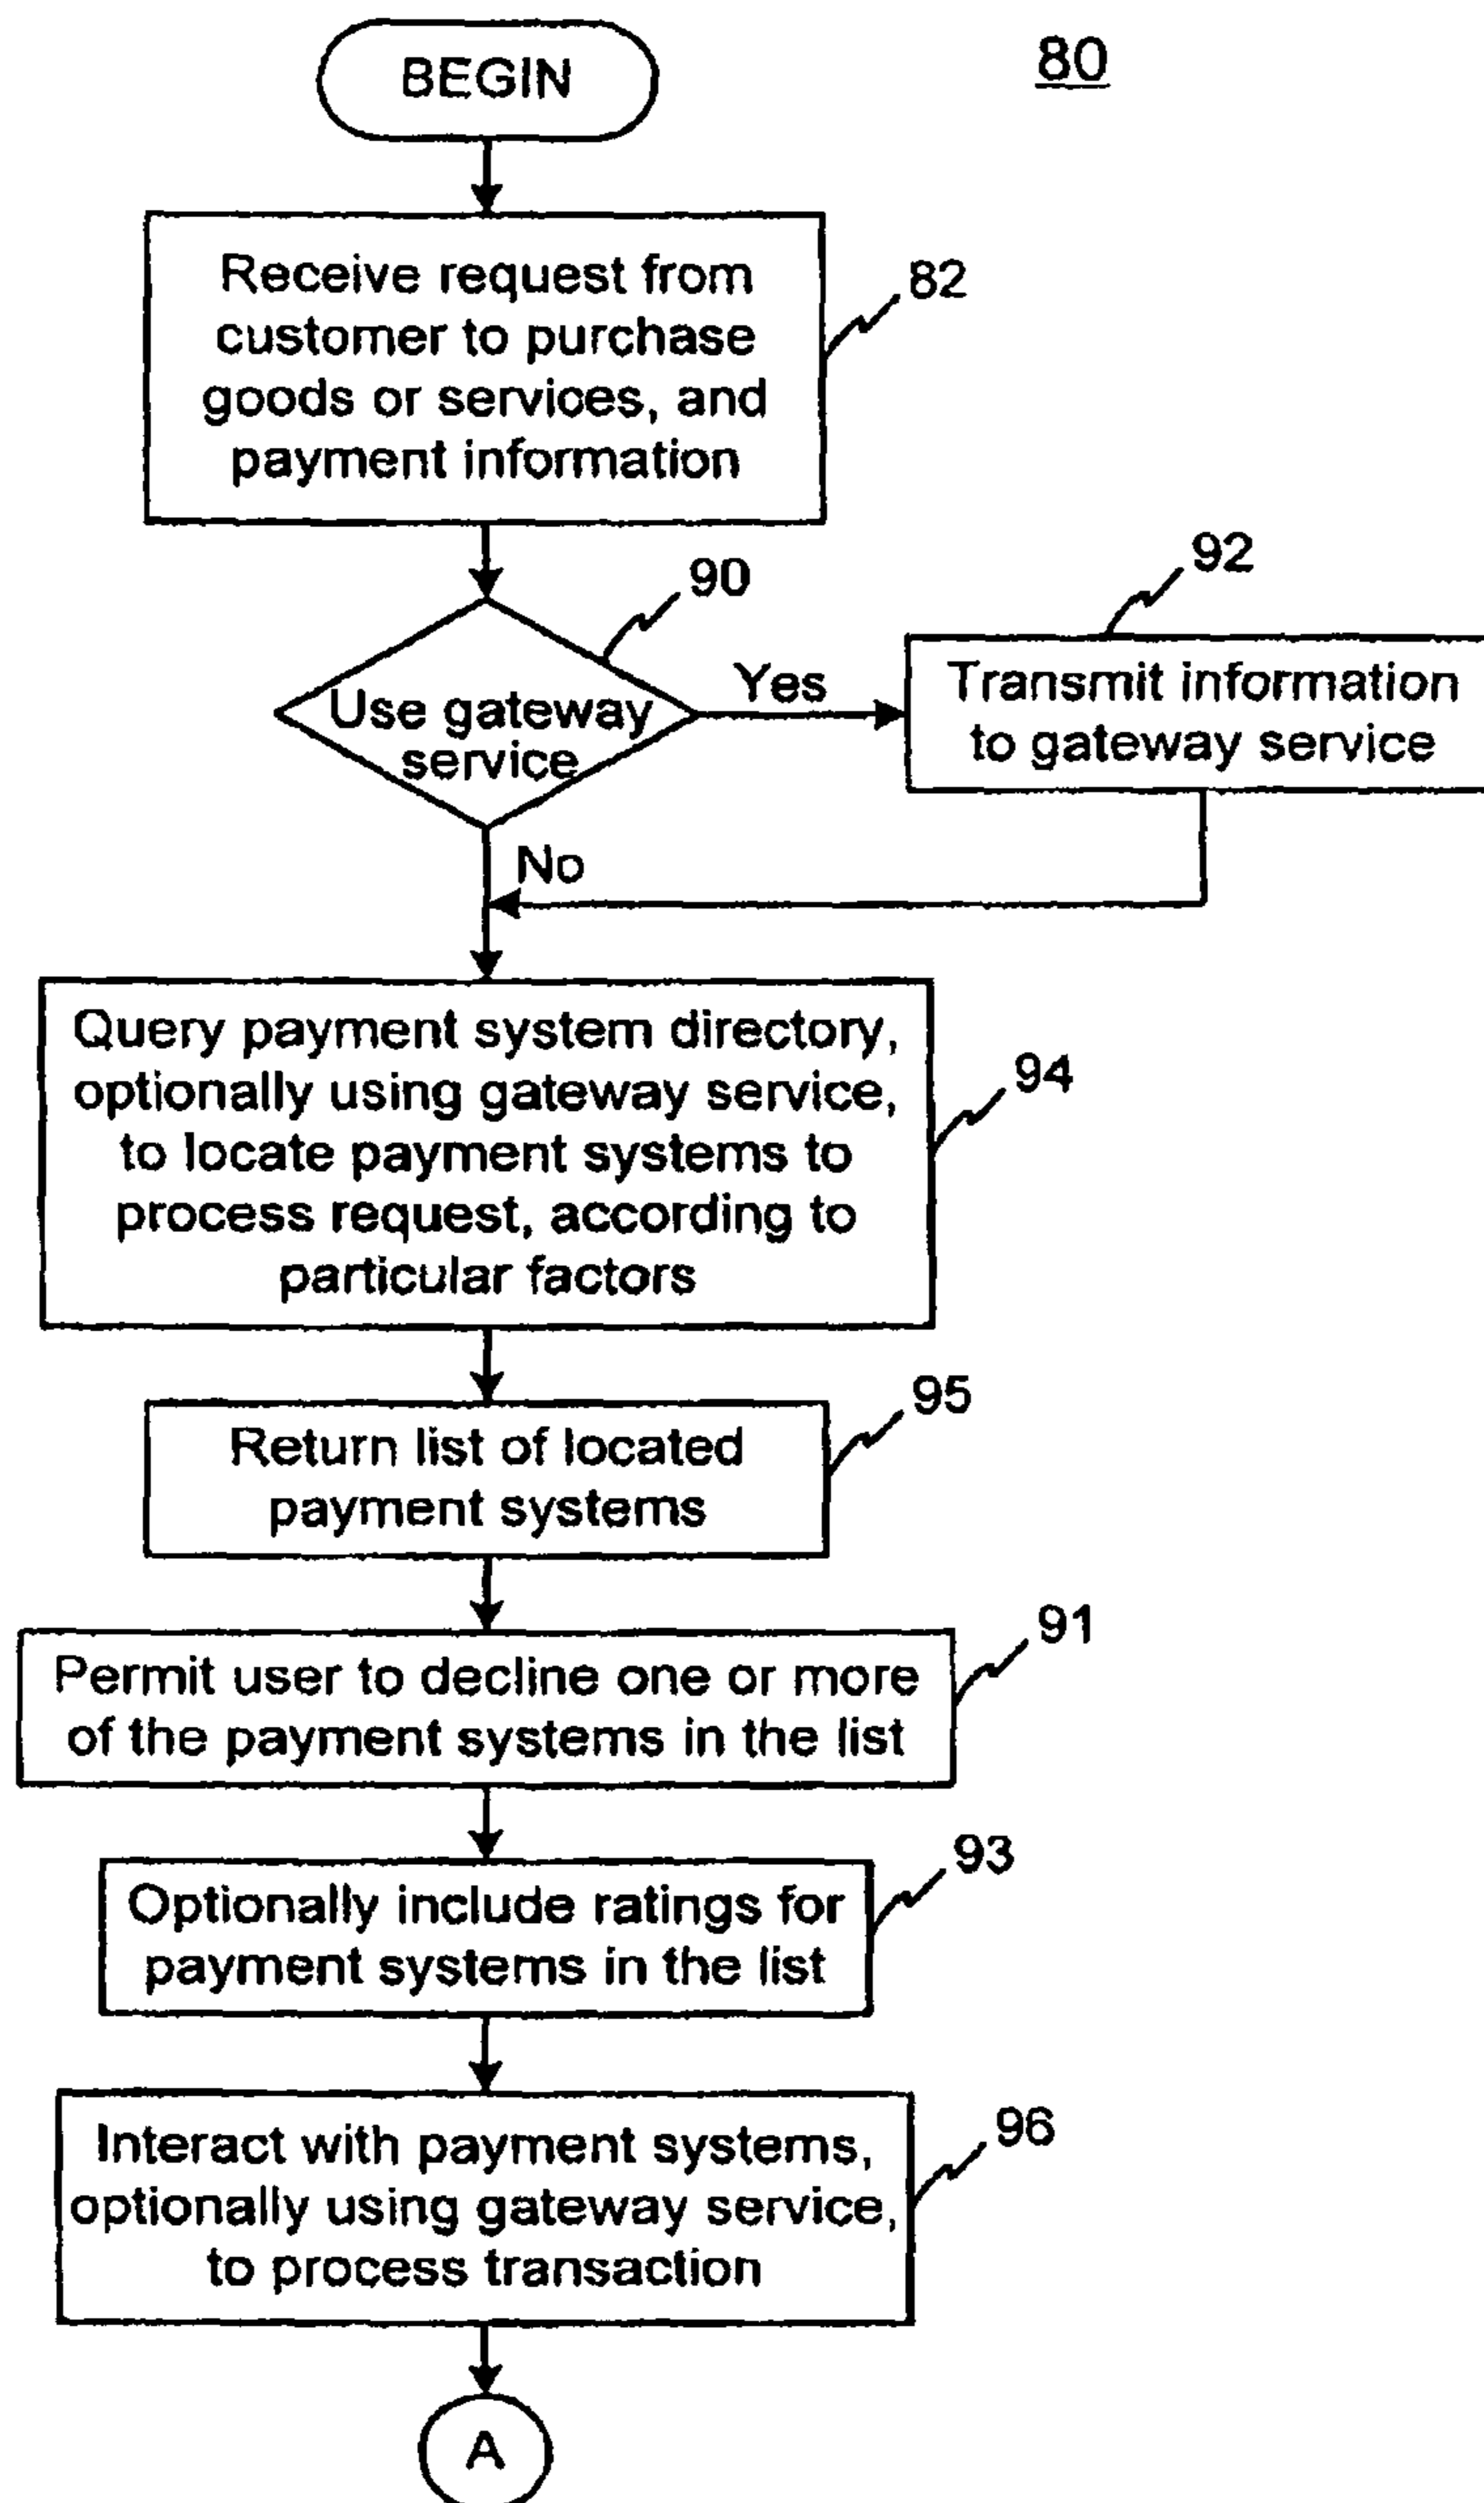 BEGIN
80
Receive request from
customer to purchase
goods or services, and
payment information
82
90
Use gateway
service
Yes
92
Transmit information
to gateway service
No
Query payment system directory,
optionally using gateway service,
to locate payment systems to
process request, according to
particular factors
94
Return list of located
payment systems
95
Permit user to decline one or more
of the payment systems in the list
91
Optionally include ratings for
payment systems in the list
93
Interact with payment systems,
optionally using gateway service,
to process transaction
96
A